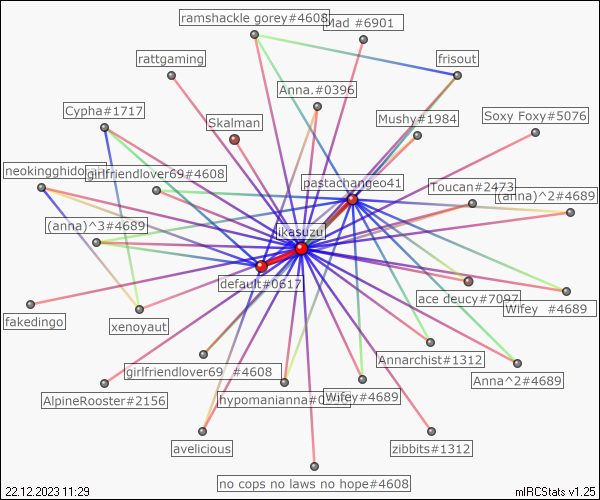 ramshackle gorey#4608
Mad #6901
rattgaming
frisout
Anna.#0396
Cypha#1717
Skalman
Mushy#1984
Soxy Foxy#5076
neokingghido
girlfriendlover69#4608
pastachangeo41
Toucan#2473
(anna)^2#4689
(anna)^3#4689
ikasuzu
default#0617
ace deucy#7097
Wifey #4689
fakedingo
xenoyaut
Annarchist#1312
girlfriendlover69 #4608
Anna^2#4689
AlpineRooster#2156
hypomanianna#0
Wifey#4689
avelicious
zibbits#1312
no cops no laws no hope#4608
22.12.2023 11:29
mIRCStats v1.25